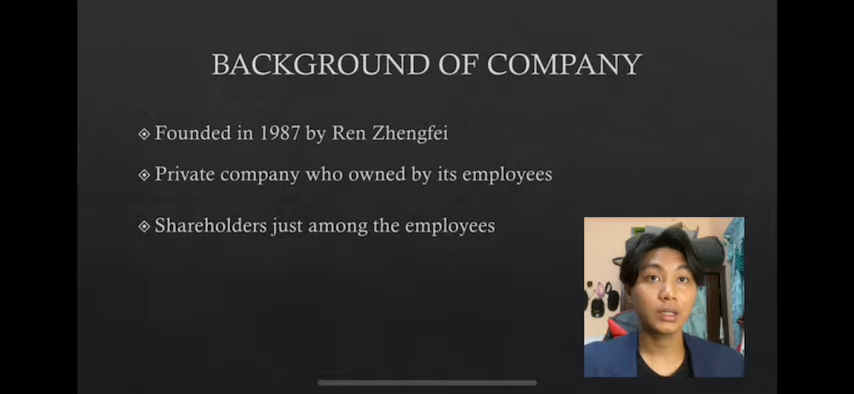 BACKGROUND OF COMPANY
Founded in 1987 by Ren Zhengfei
Private company who owned by its employees
Shareholders just among the employees